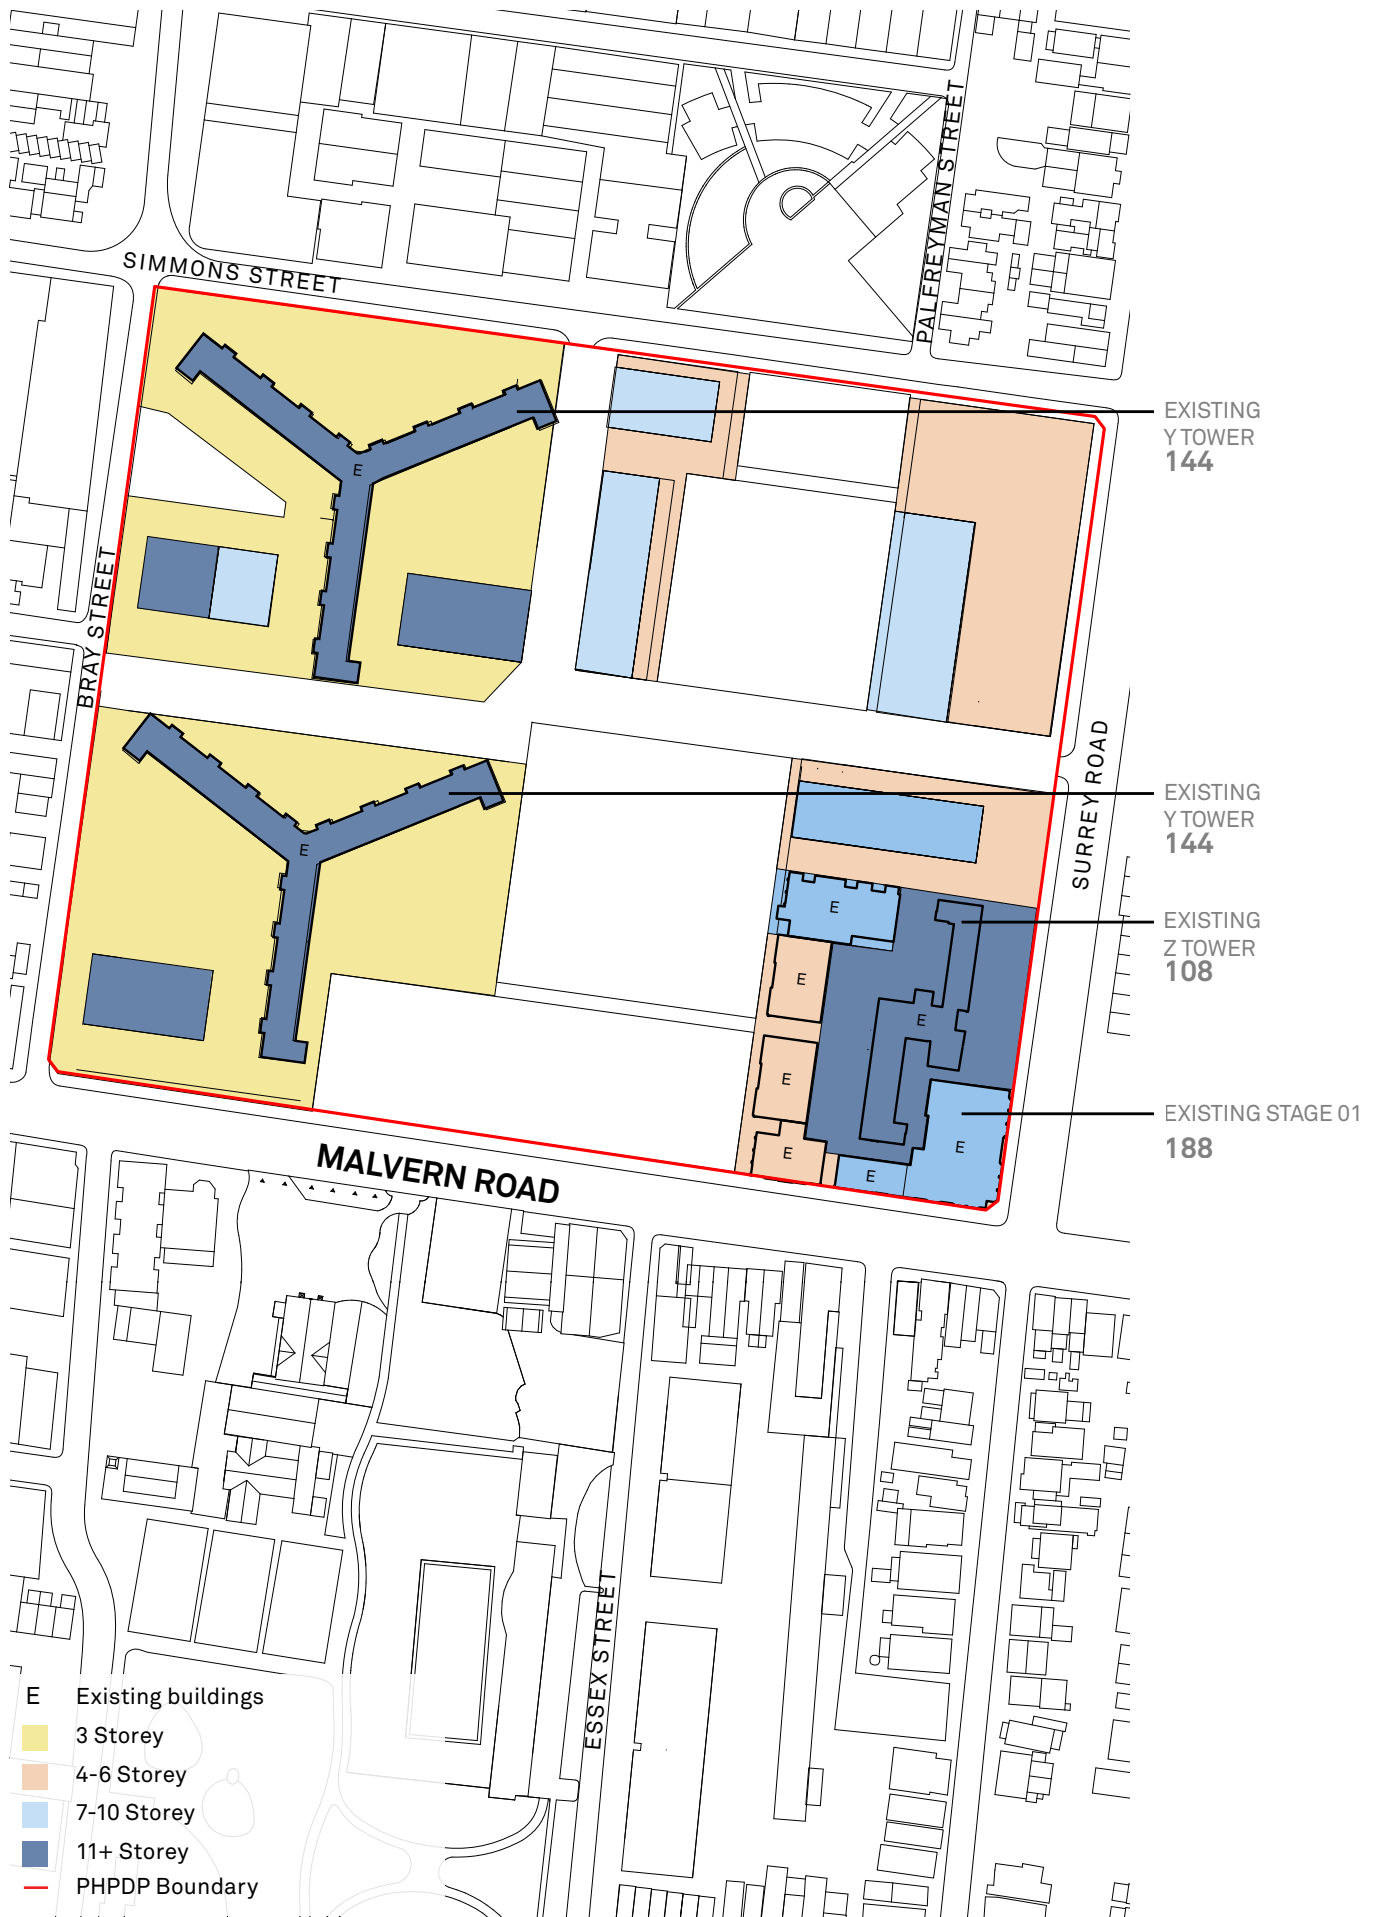 SIMMONS STREET
PALFREYMAN STREET
EXISTING
Y TOWER
144
E
BRAY STREET
SURREY ROAD
EXISTING
Y TOWER
144
E
E
EXISTING
Z TOWER
108
E
E
E
EXISTING STAGE 01
188
E
E
E
MALVERN ROAD
ESSEX STREET
E Existing buildings
3 Storey
4-6 Storey
7-10 Storey
11+ Storey
PHPDP Boundary